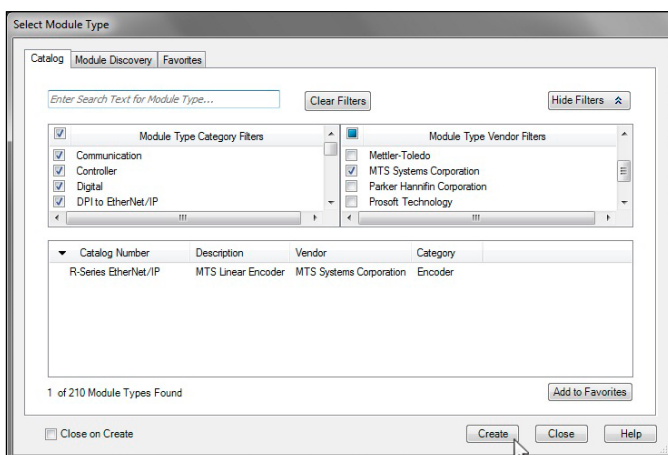 Select Module Type
Catalog Module Discovery Favorites
Enter Search Text for Module Type...
Clear Filters
Hide Filters
Module Type Category Filters
Module Type Vendor Filters
Communication
Mettler-Toledo
Controller
MTS Systems Corporation
Digital
Parker Hannifin Corporation
DPI to EtherNet/IP
Prosoft Technology
Catalog Number Description Vendor Category
R-Series EtherNet/IP MTS Linear Encoder MTS Systems Corporation Encoder
1 of 210 Module Types Found
Add to Favorites
Close on Create
Create Close Help